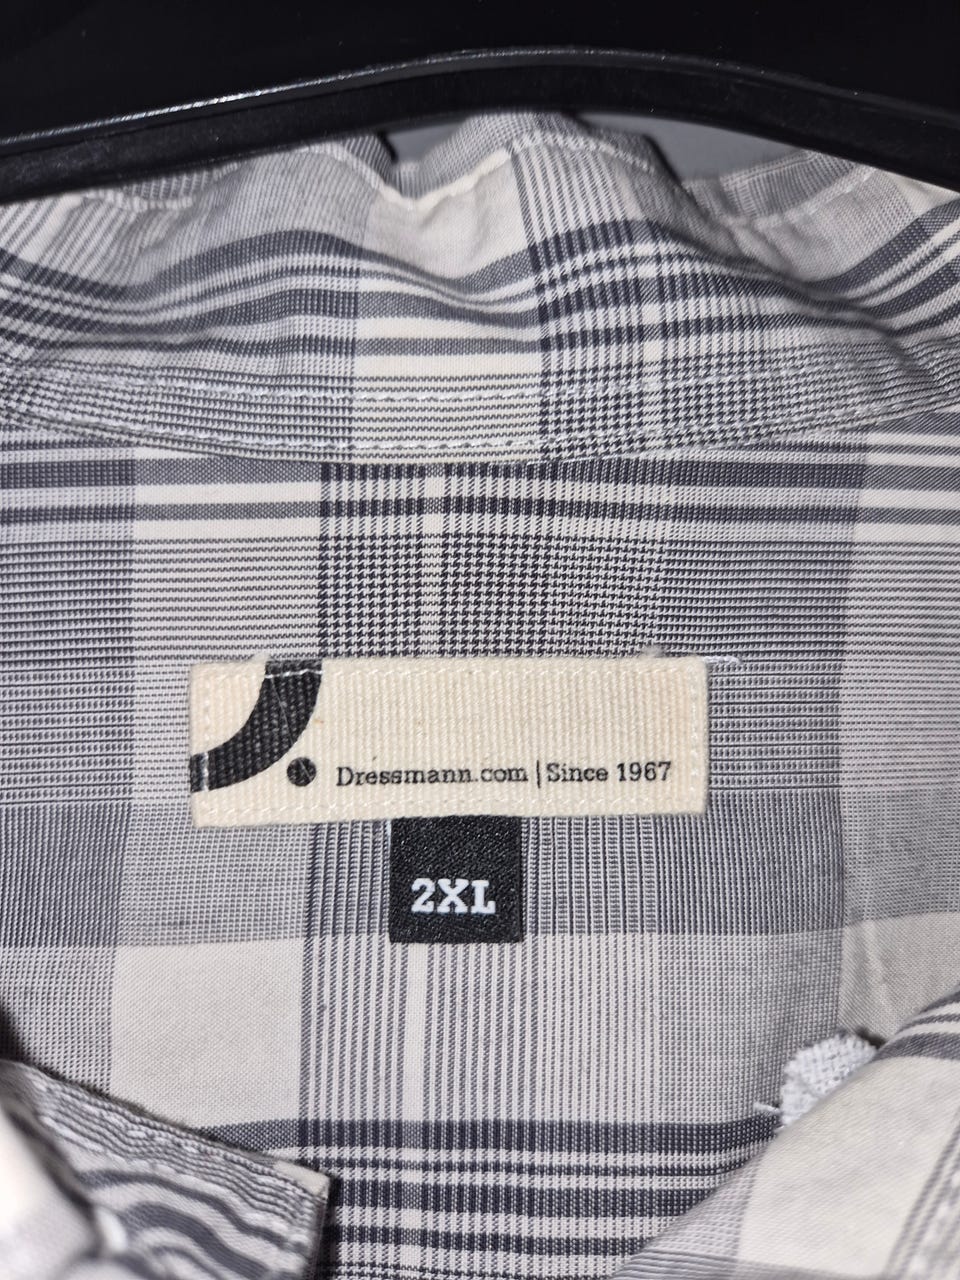 Dressmann.com | Since 1967
2XL